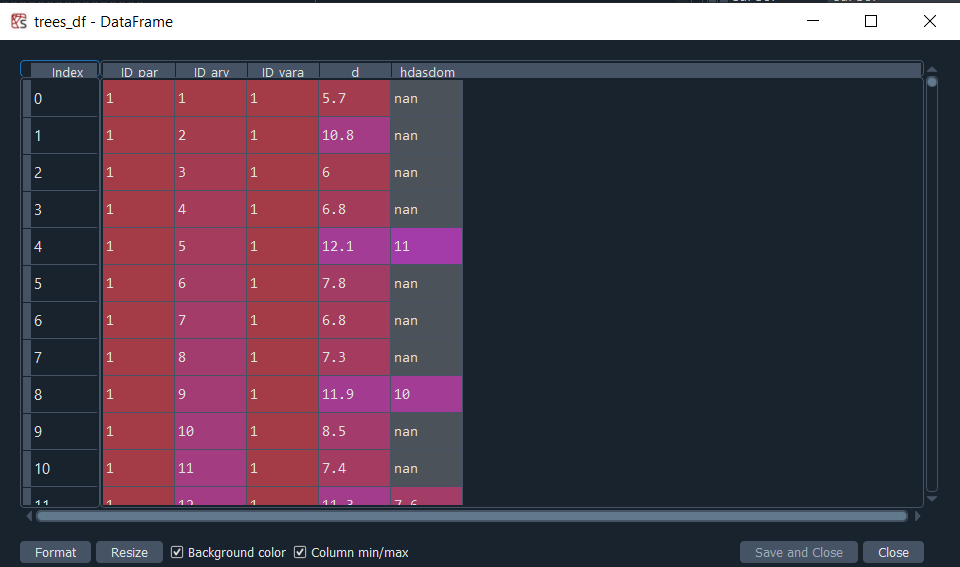 trees_df - DataFrame
Index ID_par ID_arv ID_vara d hdasdom
0 1 1 1 5.7 nan
1 1 2 1 10.8 nan
2 1 3 1 6 nan
3 1 4 1 6.8 nan
4 1 5 1 12.1 11
5 1 6 1 7.8 nan
6 1 7 1 6.8 nan
7 1 8 1 7.3 nan
8 1 9 1 11.9 10
9 1 10 1 8.5 nan
10 1 11 1 7.4 nan
11 1 12 1 11.3 7.6
Format Resize Background color Column min/max Save and Close Close